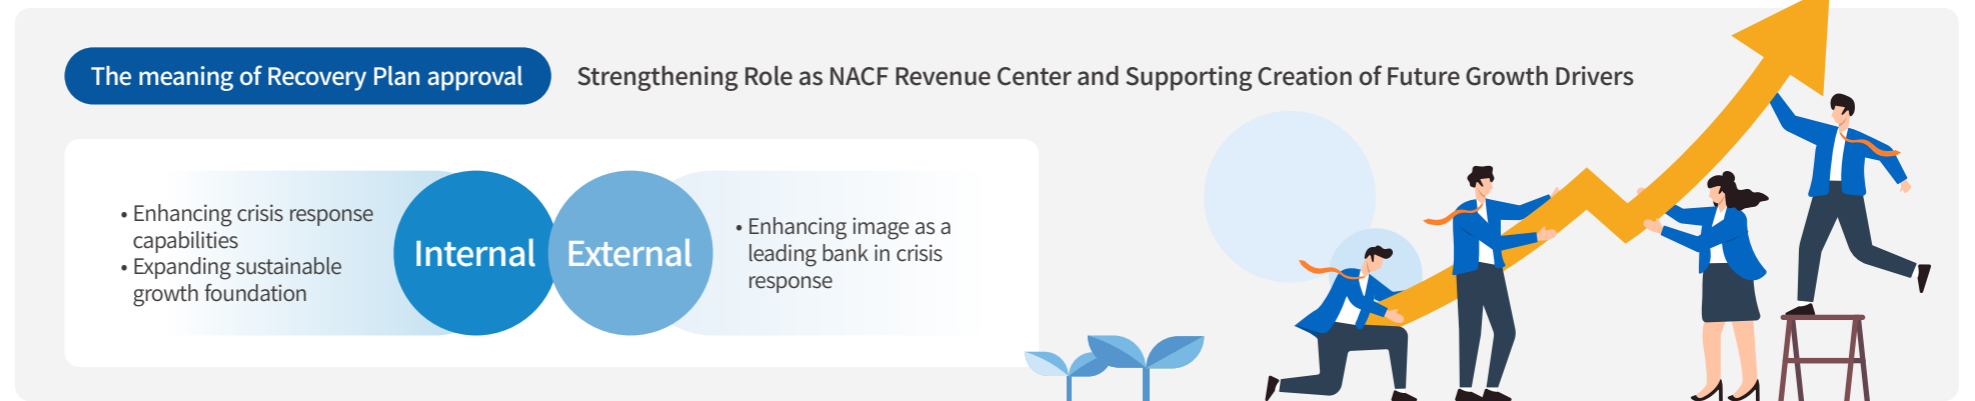 The meaning of Recovery Plan approval
Strengthening Role as NACF Revenue Center and Supporting Creation of Future Growth Drivers
• Enhancing crisis response
capabilities
• Expanding sustainable
growth foundation
Internal
External
• Enhancing image as a
leading bank in crisis
response